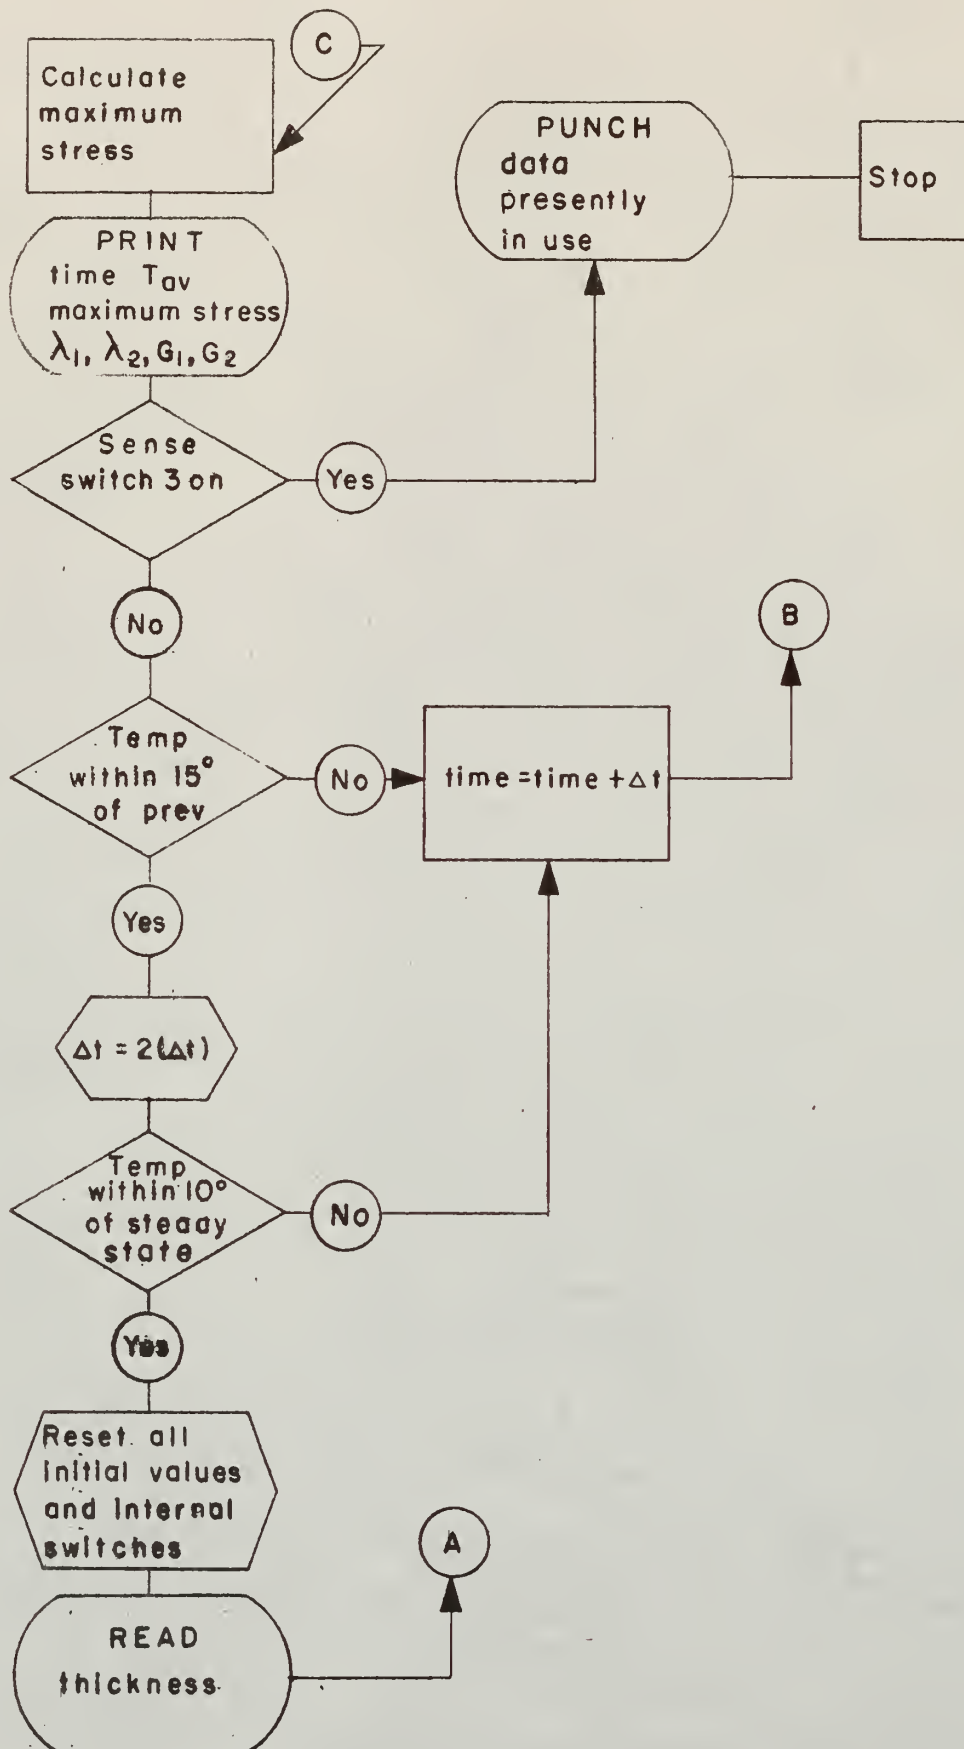 C
Calculate
maximum
stress
PRINT
time Tav
maximum stress
λ1, λ2, G1, G2
PUNCH
data
presently
in use
Stop
Sense
switch 3 on
Yes
No
B
Temp
within 15°
of prev
No
time = time + Δt
Yes
Δt = 2(Δt)
Temp
within 10°
of steady
state
No
Yes
Reset all
initial values
and internal
switches
A
READ
thickness